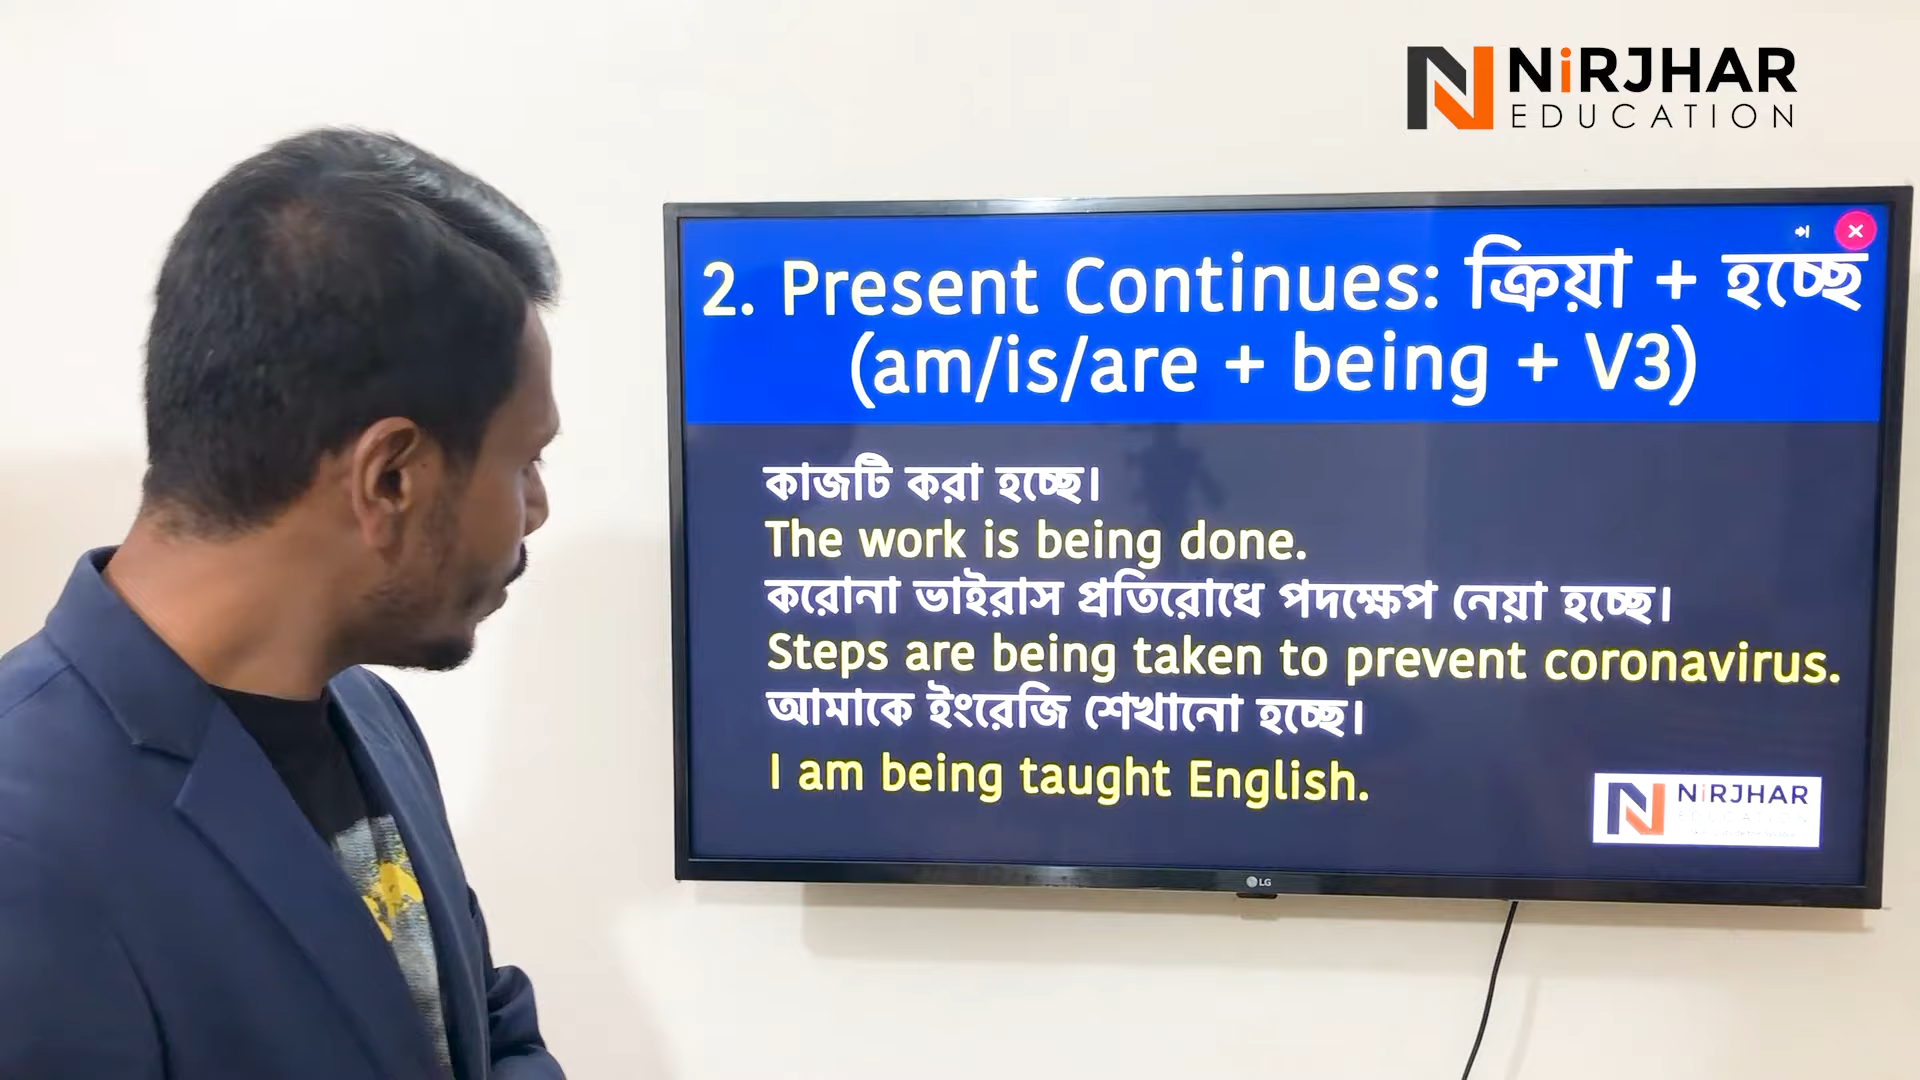 NiRJHAR
EDUCATION
2. Present Continues: ক্রিয়া + হচ্ছে
(am/is/are + being + V3)
কাজটি করা হচ্ছে।
The work is being done.
করোনা ভাইরাস প্রতিরোধে পদক্ষেপ নেয়া হচ্ছে।
Steps are being taken to prevent coronavirus.
আমাকে ইংরেজি শেখানো হচ্ছে।
I am being taught English.
NiRJHAR
EDUCATION
LG